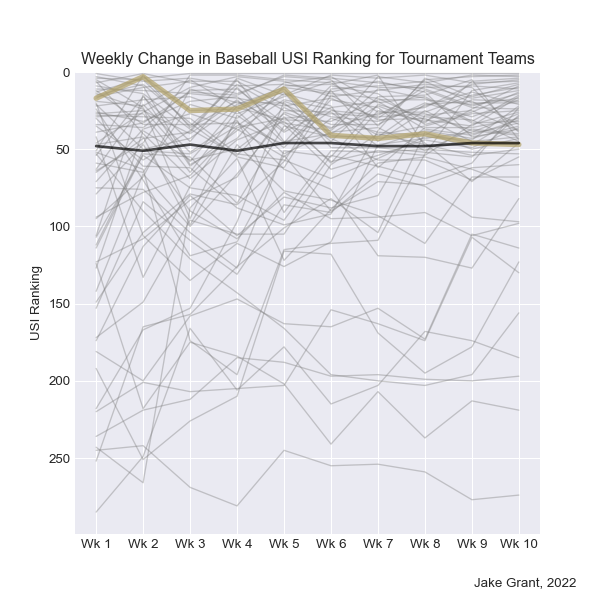 Weekly Change in Baseball USI Ranking for Tournament Teams
0
50
100
150
200
250
USI Ranking
Wk 1 Wk 2 Wk 3 Wk 4 Wk 5 Wk 6 Wk 7 Wk 8 Wk 9 Wk 10
Jake Grant, 2022